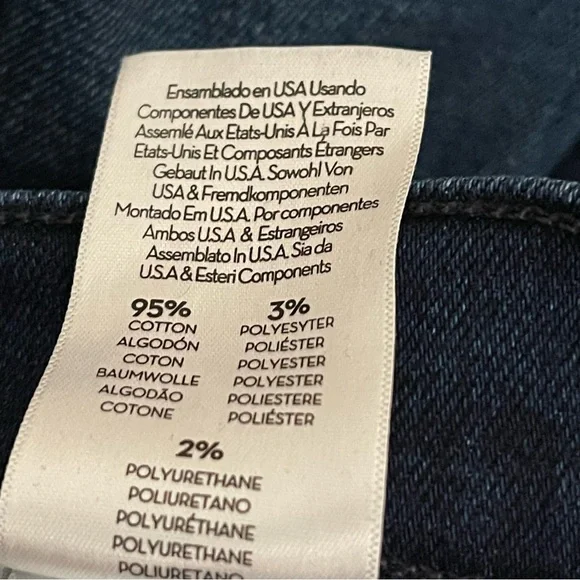 Ensamblado en USA Usando
Componentes De USA Y Extranjeros
Assemlé Aux Etats-Unis À La Fois Par
Etats-Unis Et Composants Étrangers
Gebaut In U.S.A. Sowohl Von
USA & Fremdkomponenten
Montado Em U.S.A. Por componentes
Ambos U.S.A & Estrangeiros
Assemblato In U.S.A. Sia da
U.S.A & Esteri Components
95%
COTTON
ALGODÓN
COTON
BAUMWOLLE
ALGODÃO
COTONE
3%
POLYESYTER
POLIÉSTER
POLYESTER
POLYESTER
POLIESTERE
POLIÉSTER
2%
POLYURETHANE
POLIURETANO
POLYURÉTHANE
POLYURETHANE
POLIURETANO